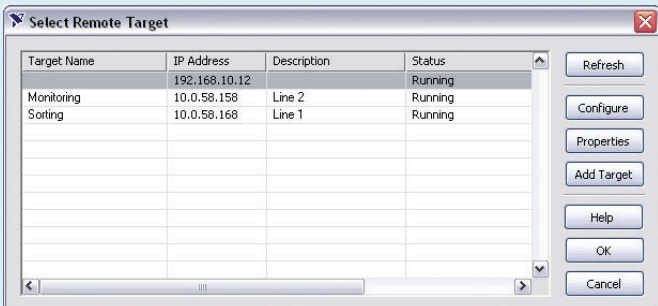 Select Remote Target
Target Name IP Address Description Status
192.168.10.12 Running
Monitoring 10.0.58.158 Line 2 Running
Sorting 10.0.58.168 Line 1 Running
Refresh
Configure
Properties
Add Target
Help
OK
Cancel